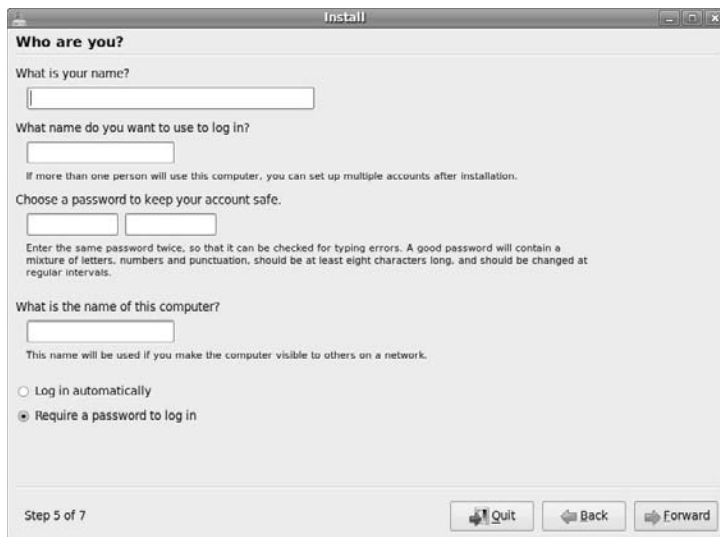 Install
Who are you?
What is your name?
What name do you want to use to log in?
If more than one person will use this computer, you can set up multiple accounts after installation.
Choose a password to keep your account safe.
Enter the same password twice, so that it can be checked for typing errors. A good password will contain a
mixture of letters, numbers and punctuation, should be at least eight characters long, and should be changed at
regular intervals.
What is the name of this computer?
This name will be used if you make the computer visible to others on a network.
Log in automatically
Require a password to log in
Step 5 of 7
Quit
Back
Forward